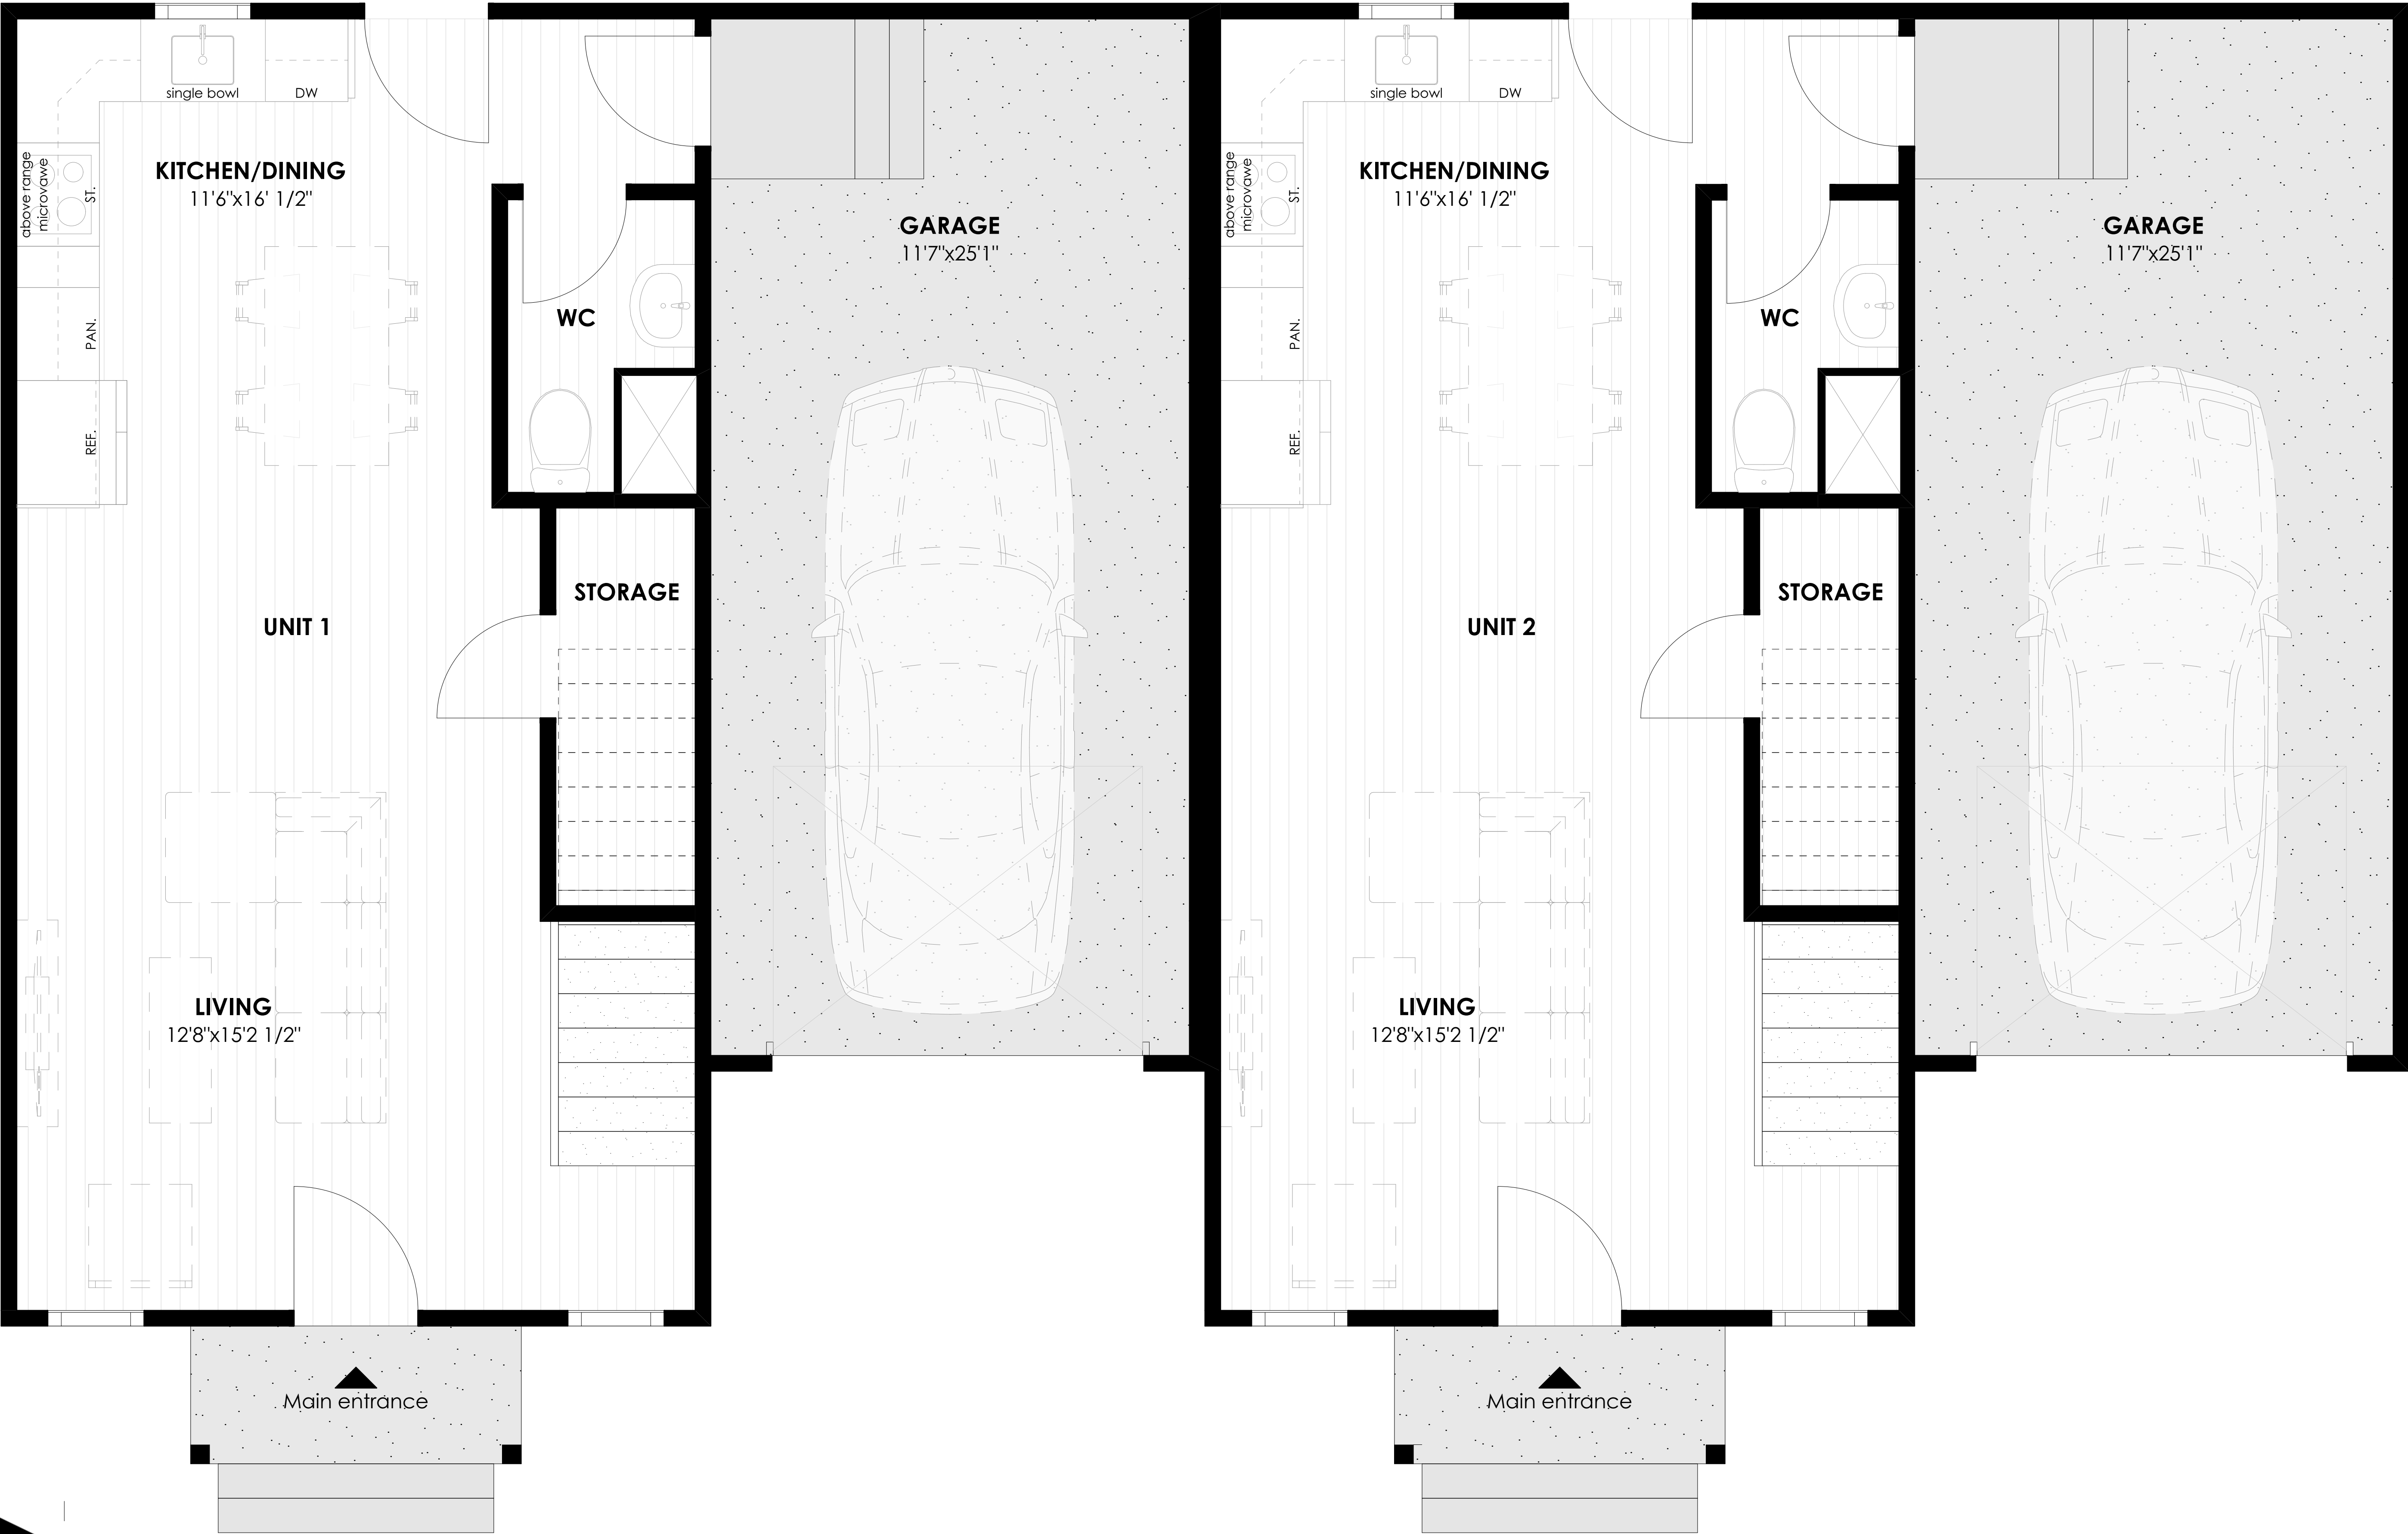 single bowl
DW
above range
microvawe
ST.
KITCHEN/DINING
11'6"x16' 1/2"
PAN.
REF.
WC
GARAGE
11'7"x25'1"
STORAGE
UNIT 1
LIVING
12'8"x15'2 1/2"
Main entrance
single bowl
DW
above range
microvawe
ST.
KITCHEN/DINING
11'6"x16' 1/2"
PAN.
REF.
WC
GARAGE
11'7"x25'1"
STORAGE
UNIT 2
LIVING
12'8"x15'2 1/2"
Main entrance